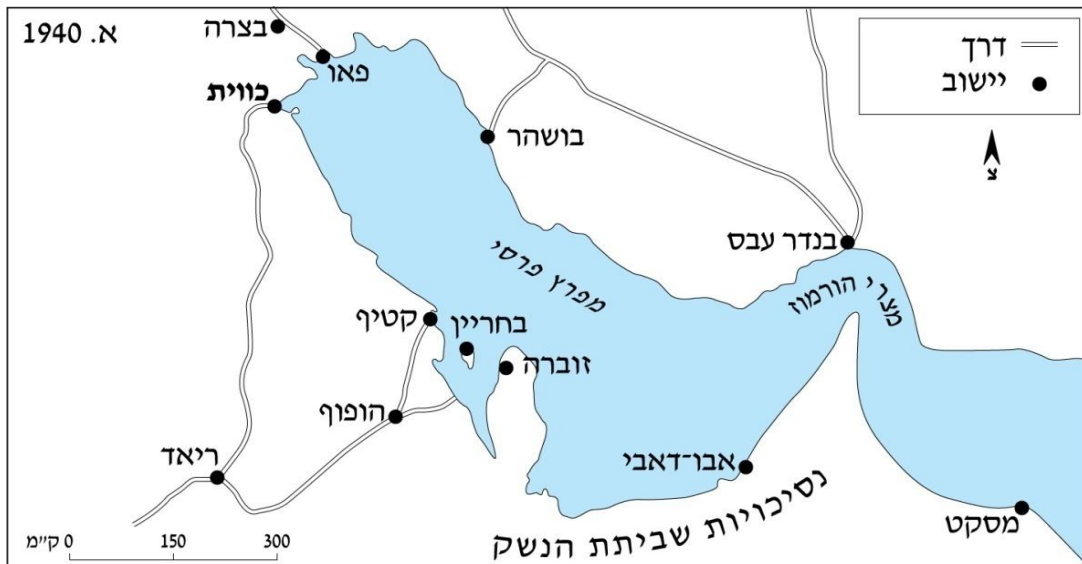 א. 1940
דרך
יישוב
צ
בצרה
פאו
כווית
בושהר
בנדר עבס
מפרץ פרסי
מצרי הורמוז
קטיף
בחריין
זוברה
הופוף
ריאד
אבו־דאבי
נסיכויות שביתת הנשק
מסקט
300 150 0 ק״מ